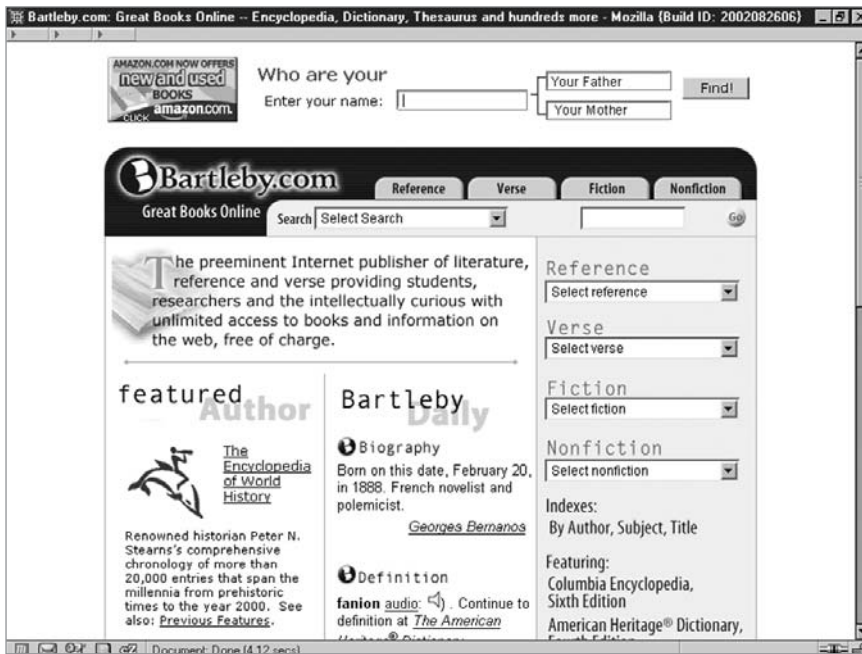 Bartleby.com: Great Books Online -- Encyclopedia, Dictionary, Thesaurus and hundreds more - Mozilla {Build ID: 2002082606}
AMAZON.COM NOW OFFERS
new and used
BOOKS
amazon.com.
CLICK
Who are your
Enter your name:
Your Father
Your Mother
Find!
Bartleby.com
Great Books Online
Reference
Verse
Fiction
Nonfiction
Search
Select Search
Go
The preeminent Internet publisher of literature,
reference and verse providing students,
researchers and the intellectually curious with
unlimited access to books and information on
the web, free of charge.
featured
Author
The
Encyclopedia
of World
History
Renowned historian Peter N.
Stearns's comprehensive
chronology of more than
20,000 entries that span the
millennia from prehistoric
times to the year 2000. See
also: Previous Features.
Bartleby
Daily
Biography
Born on this date, February 20,
in 1888. French novelist and
polemicist.
Georges Bernanos
Definition
fanion audio: . Continue to
definition at The American
Heritage® Dictionary
Reference
Select reference
Verse
Select verse
Fiction
Select fiction
Nonfiction
Select nonfiction
Indexes:
By Author, Subject, Title
Featuring:
Columbia Encyclopedia,
Sixth Edition
American Heritage® Dictionary,
Fourth Edition
Document: Done (4.12 secs)